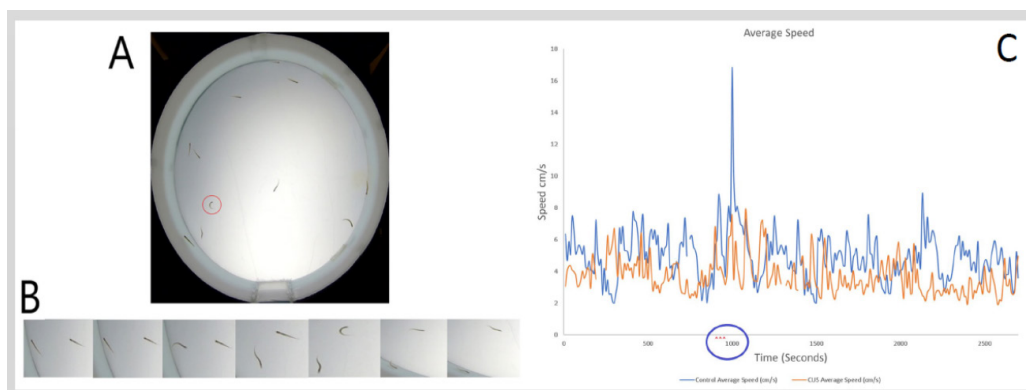 A
B
C
Average Speed
Speed cm/s
18
16
14
12
10
8
6
4
2
0
0 500 1000 1500 2000 2500
Time (Seconds)
Control Average Speed (cm/s) CUS Average Speed (cm/s)